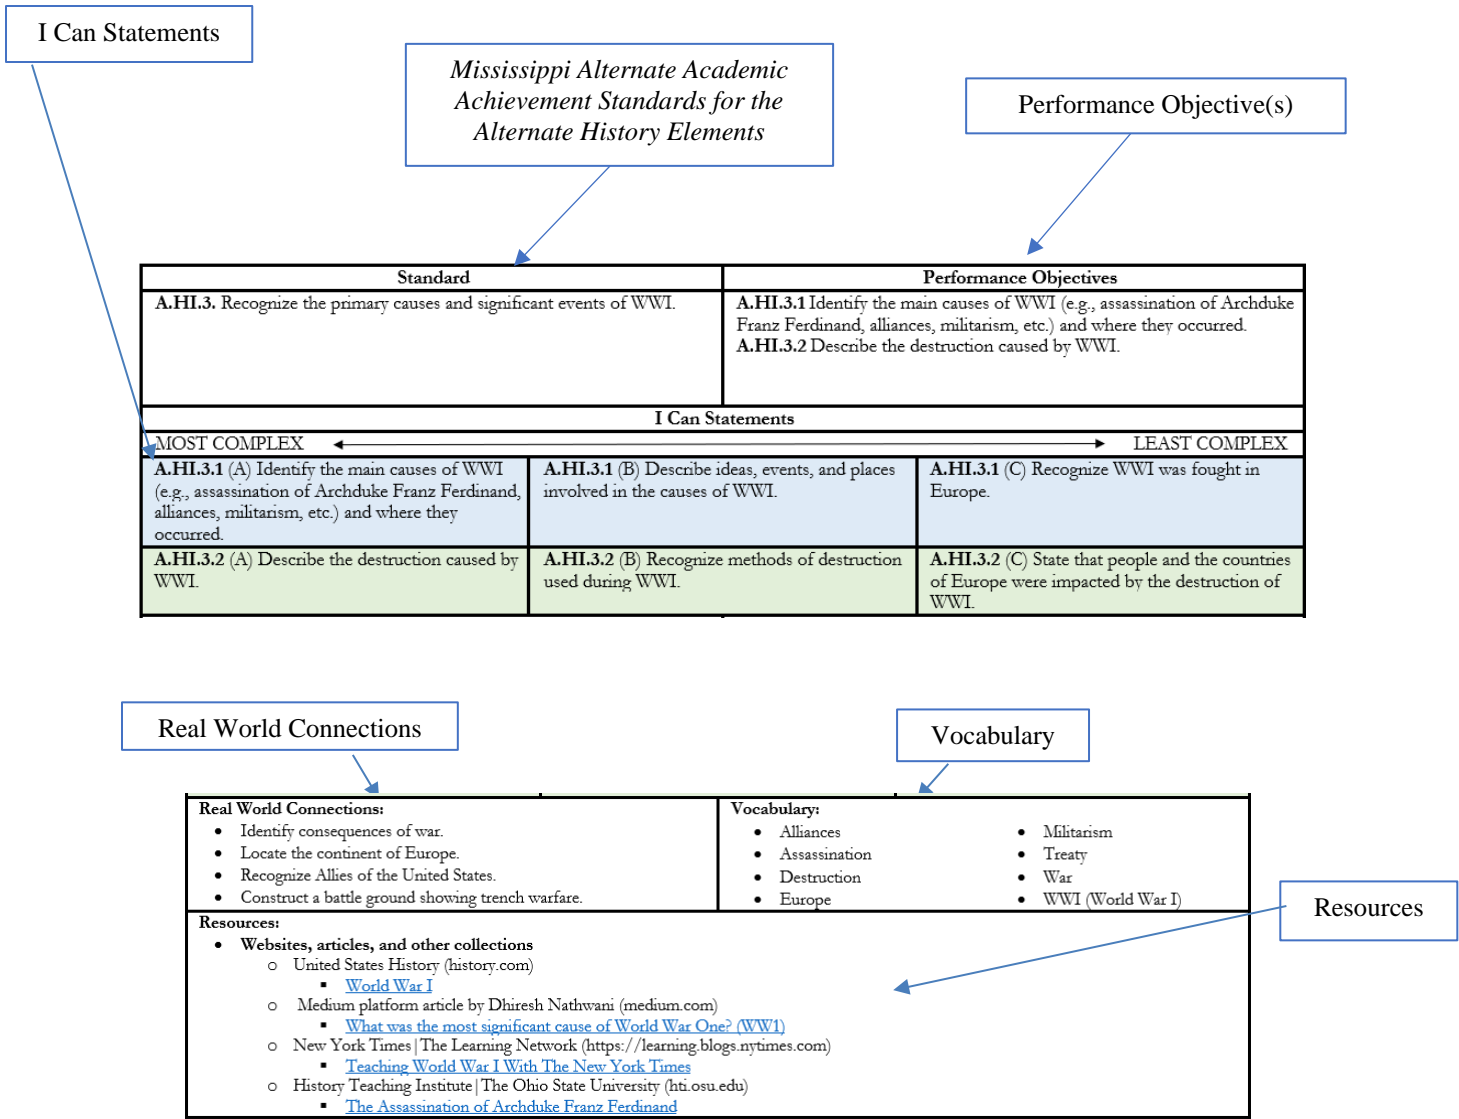 I Can Statements
Mississippi Alternate Academic
Achievement Standards for the
Alternate History Elements
Performance Objective(s)
Standard
Performance Objectives
A.HI.3. Recognize the primary causes and significant events of WWI.
A.HI.3.1 Identify the main causes of WWI (e.g., assassination of Archduke
Franz Ferdinand, alliances, militarism, etc.) and where they occurred.
A.HI.3.2 Describe the destruction caused by WWI.
I Can Statements
MOST COMPLEX
LEAST COMPLEX
A.HI.3.1 (A) Identify the main causes of WWI
(e.g., assassination of Archduke Franz Ferdinand,
alliances, militarism, etc.) and where they
occurred.
A.HI.3.1 (B) Describe ideas, events, and places
involved in the causes of WWI.
A.HI.3.1 (C) Recognize WWI was fought in
Europe.
A.HI.3.2 (A) Describe the destruction caused by
WWI.
A.HI.3.2 (B) Recognize methods of destruction
used during WWI.
A.HI.3.2 (C) State that people and the countries
of Europe were impacted by the destruction of
WWI.
Real World Connections
Vocabulary
Real World Connections:
• Identify consequences of war.
• Locate the continent of Europe.
• Recognize Allies of the United States.
• Construct a battle ground showing trench warfare.
Vocabulary:
• Alliances
• Assassination
• Destruction
• Europe
• Militarism
• Treaty
• War
• WWI (World War I)
Resources
Resources:
• Websites, articles, and other collections
o United States History (history.com)
▪ World War I
o Medium platform article by Dhiresh Nathwani (medium.com)
▪ What was the most significant cause of World War One? (WW1)
o New York Times|The Learning Network (https://learning.blogs.nytimes.com)
▪ Teaching World War I With The New York Times
o History Teaching Institute|The Ohio State University (hti.osu.edu)
▪ The Assassination of Archduke Franz Ferdinand